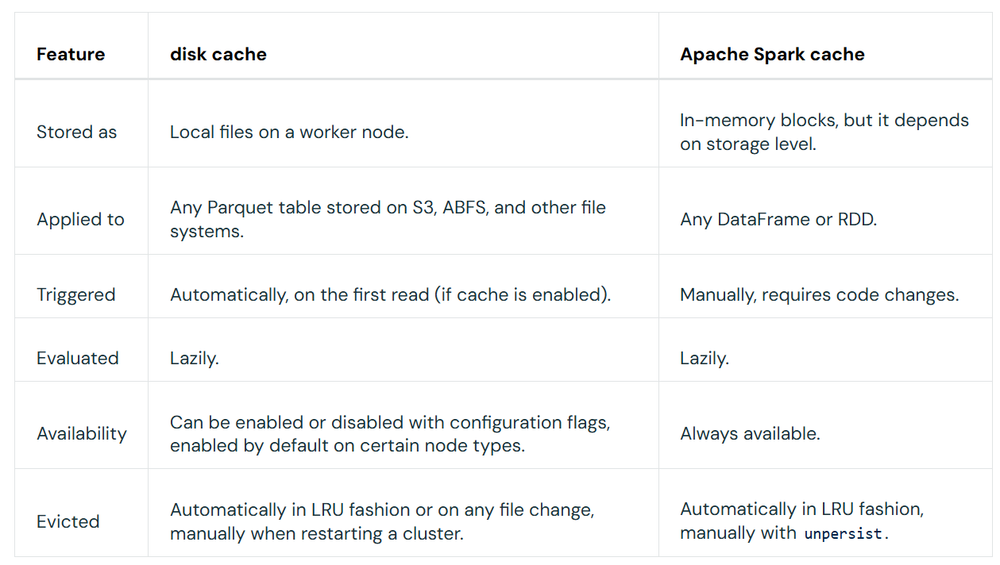 Feature
disk cache
Apache Spark cache
Stored as
Local files on a worker node.
In-memory blocks, but it depends
on storage level.
Applied to
Any Parquet table stored on S3, ABFS, and other file
systems.
Any DataFrame or RDD.
Triggered
Automatically, on the first read (if cache is enabled).
Manually, requires code changes.
Evaluated
Lazily.
Lazily.
Availability
Can be enabled or disabled with configuration flags,
enabled by default on certain node types.
Always available.
Evicted
Automatically in LRU fashion or on any file change,
manually when restarting a cluster.
Automatically in LRU fashion,
manually with unpersist.